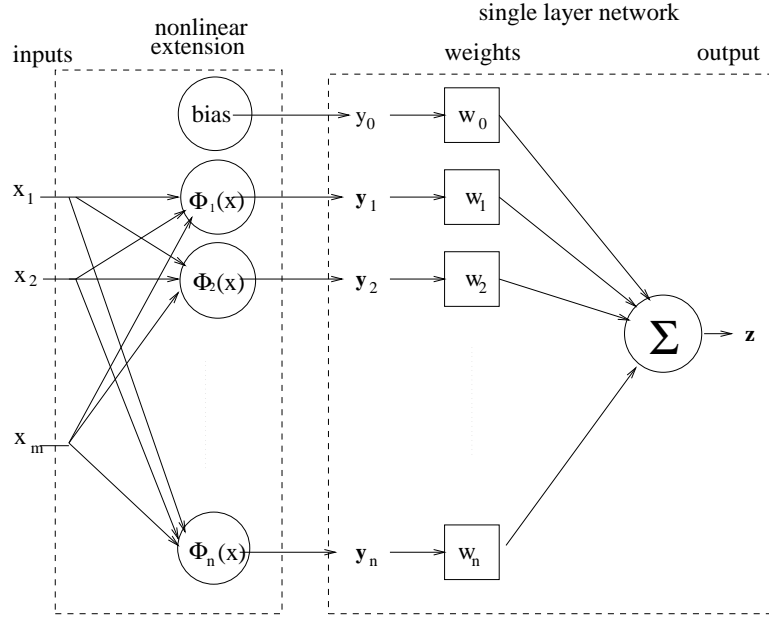 single layer network
nonlinear
extension
inputs
weights
output
bias
y0
w0
x1
Φ1(x)
y1
w1
x2
Φ2(x)
y2
w2
Σ
z
xm
Φn(x)
yn
wn